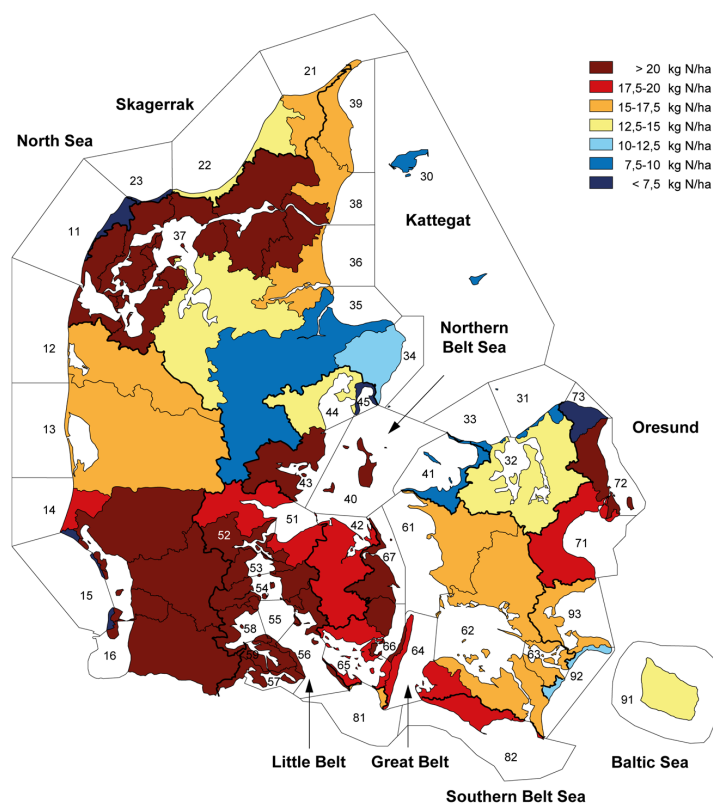 21
> 20 kg N/ha
17,5-20 kg N/ha
15-17,5 kg N/ha
12,5-15 kg N/ha
10-12,5 kg N/ha
7,5-10 kg N/ha
< 7,5 kg N/ha
Skagerrak
39
North Sea
22
30
23
38
Kattegat
11
37
36
35
Northern
Belt Sea
12
34
45
44
33
31
73
Oresund
13
32
41
43
40
72
14
51
42
61
52
71
67
53
54
15
55
93
58
62
66
64
63
16
56
65
59
57
92
91
81
Little Belt
Great Belt
82
Baltic Sea
Southern Belt Sea